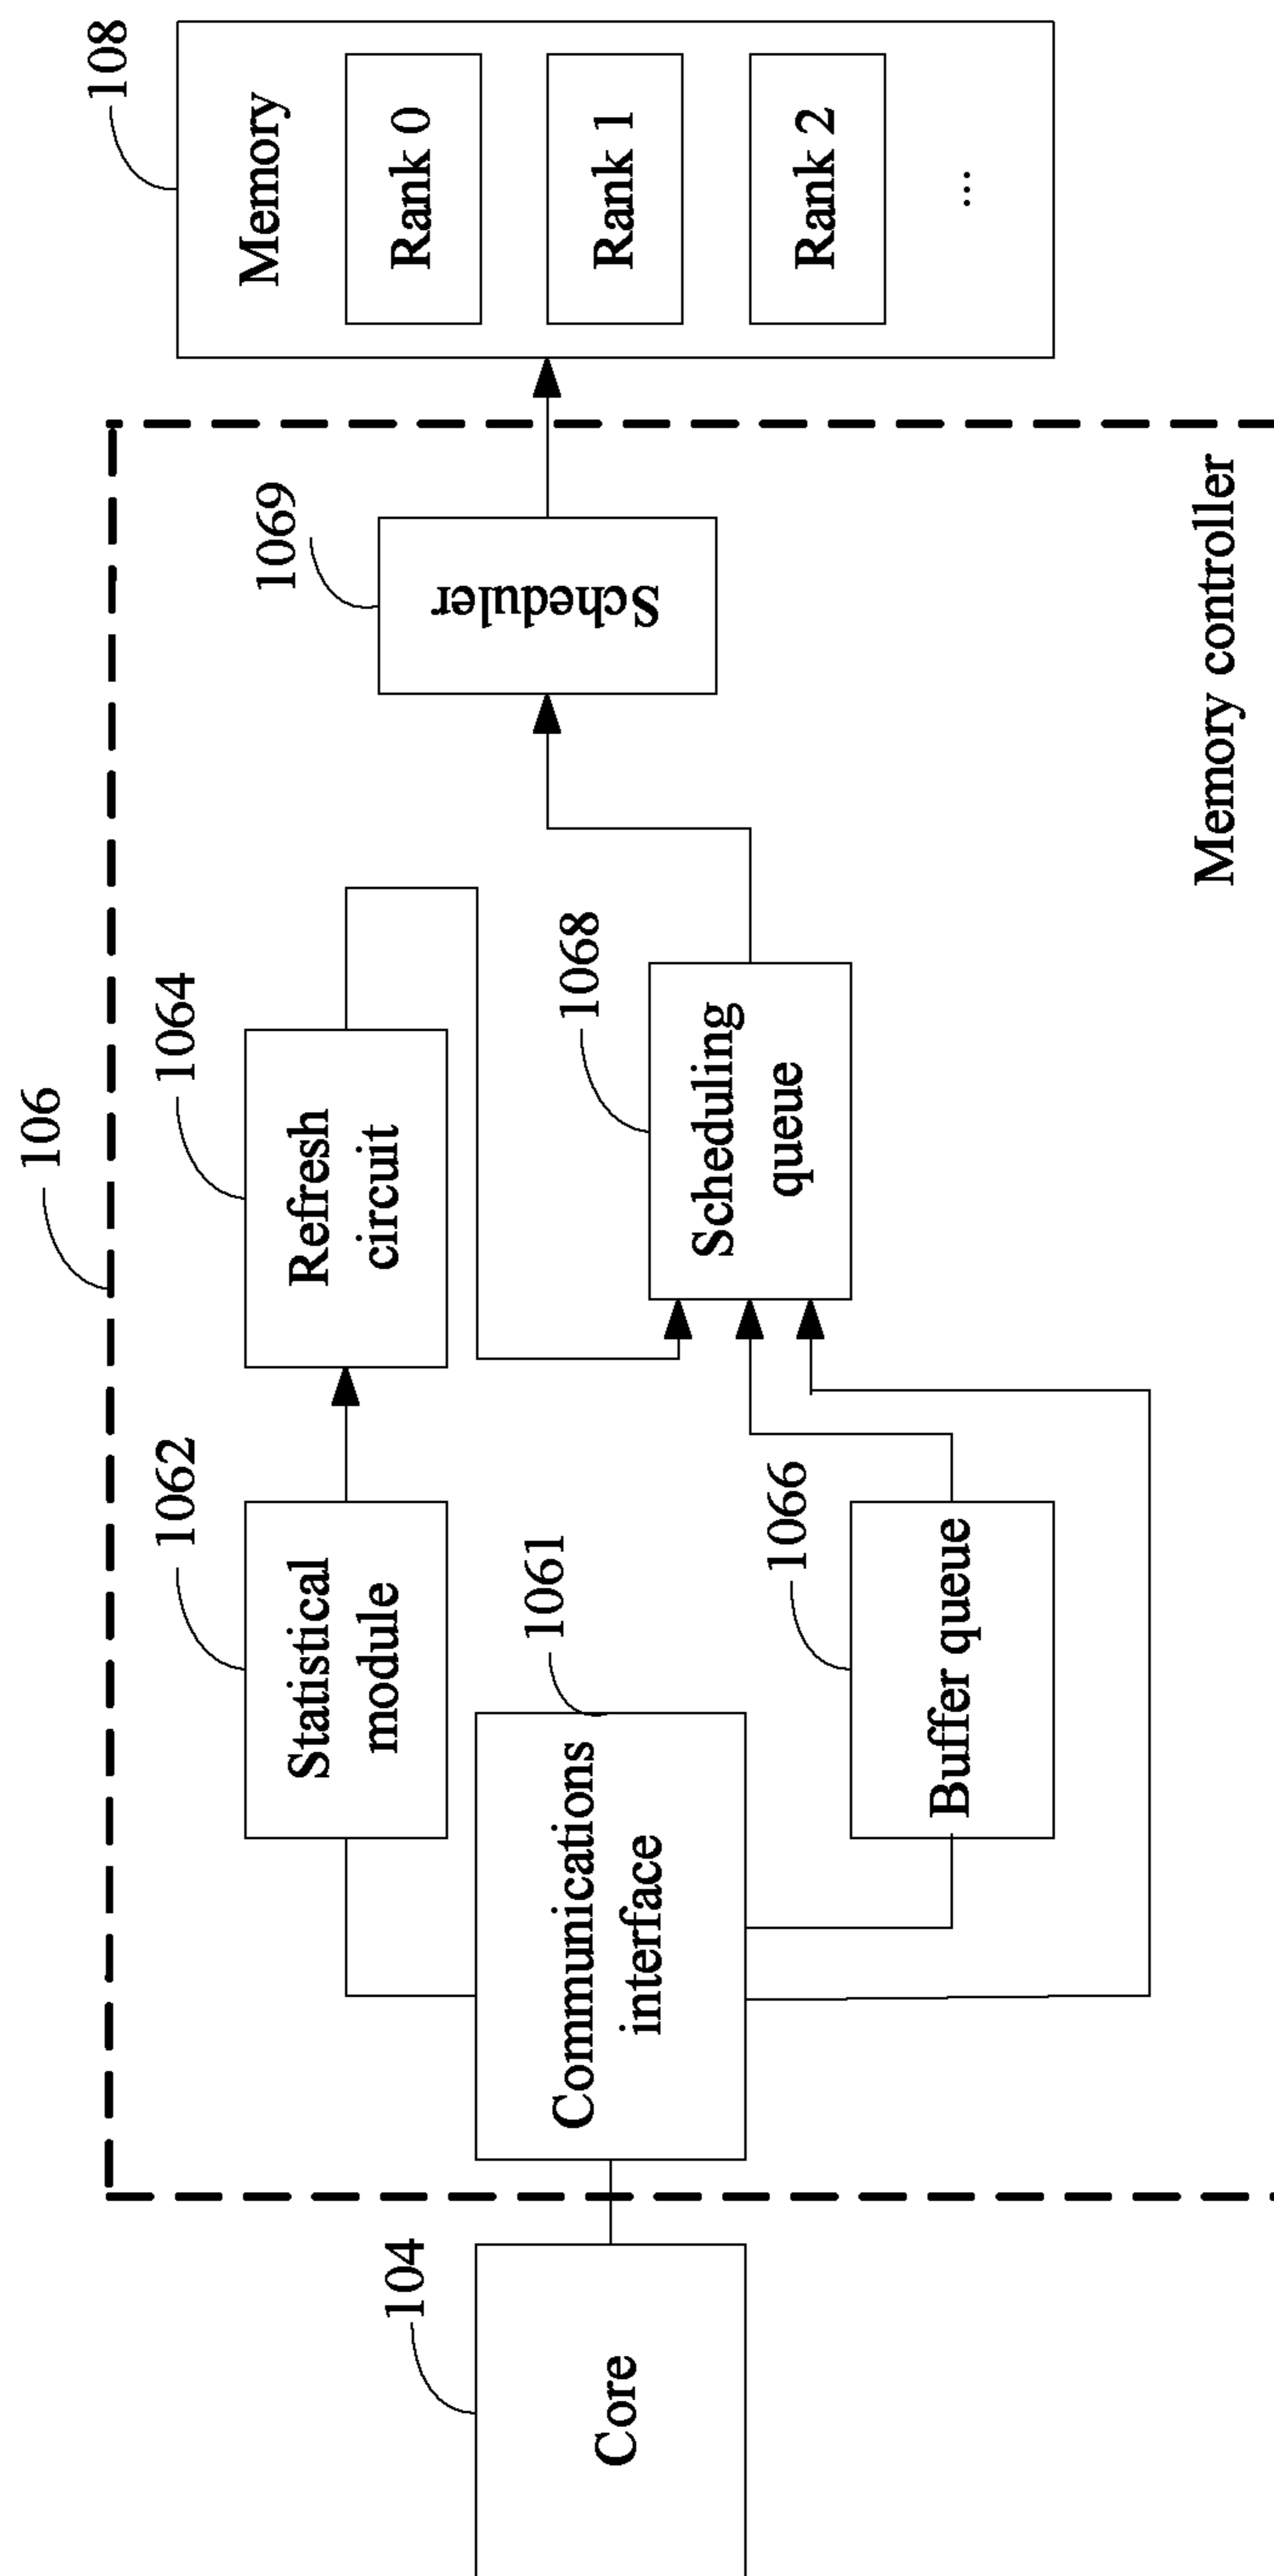 106
108
Memory
Rank 0
Rank 1
Rank 2
...
1069
Scheduler
1064
Refresh
circuit
1068
Scheduling
queue
1062
Statistical
module
1061
Communications
interface
1066
Buffer queue
104
Core
Memory controller